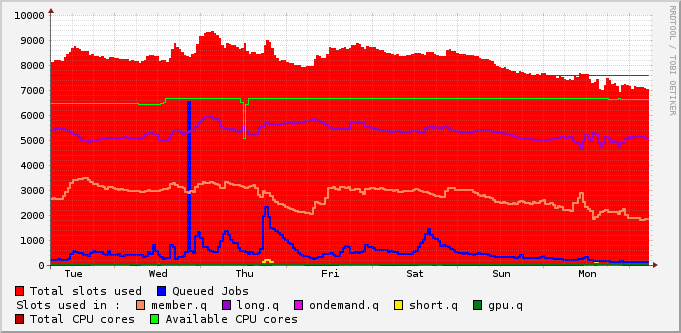 10000
9000
8000
7000
6000
5000
4000
3000
2000
1000
0
Tue Wed Thu Fri Sat Sun Mon
Total slots used Queued Jobs
Slots used in : member.q long.q ondemand.q short.q gpu.q
Total CPU cores Available CPU cores
RRDTOOL / TOBI OETIKER